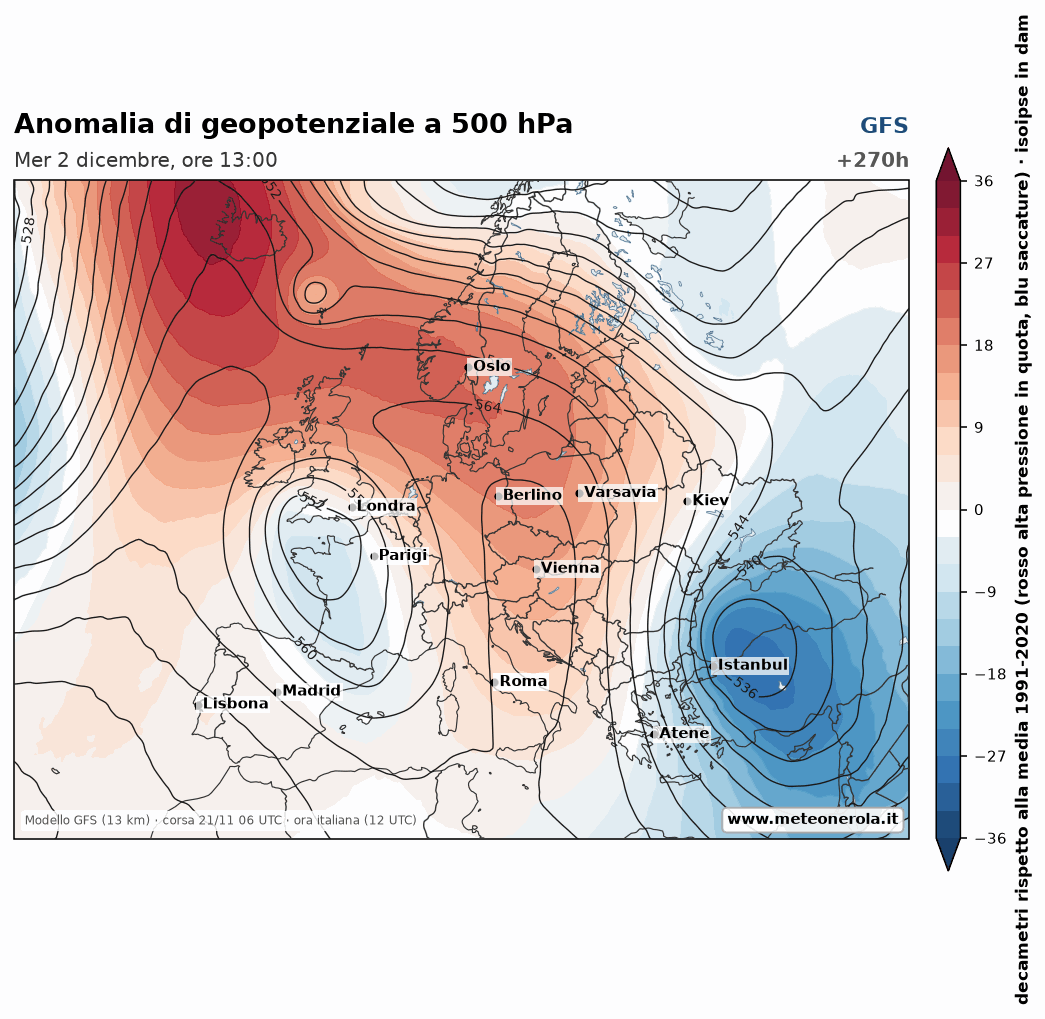 Anomalia di geopotenziale a 500 hPa
GFS
Mer 2 dicembre, ore 13:00
+270h
528
552
564
Oslo
Berlino
Varsavia
Kiev
552
Londra
Parigi
Vienna
544
540
560
Istanbul
536
Roma
Madrid
Lisbona
Atene
Modello GFS (13 km) · corsa 21/11 06 UTC · ora italiana (12 UTC)
www.meteonerola.it
36
27
18
9
0
−9
−18
−27
−36
decametri rispetto alla media 1991-2020 (rosso alta pressione in quota, blu saccature) · isoipse in dam